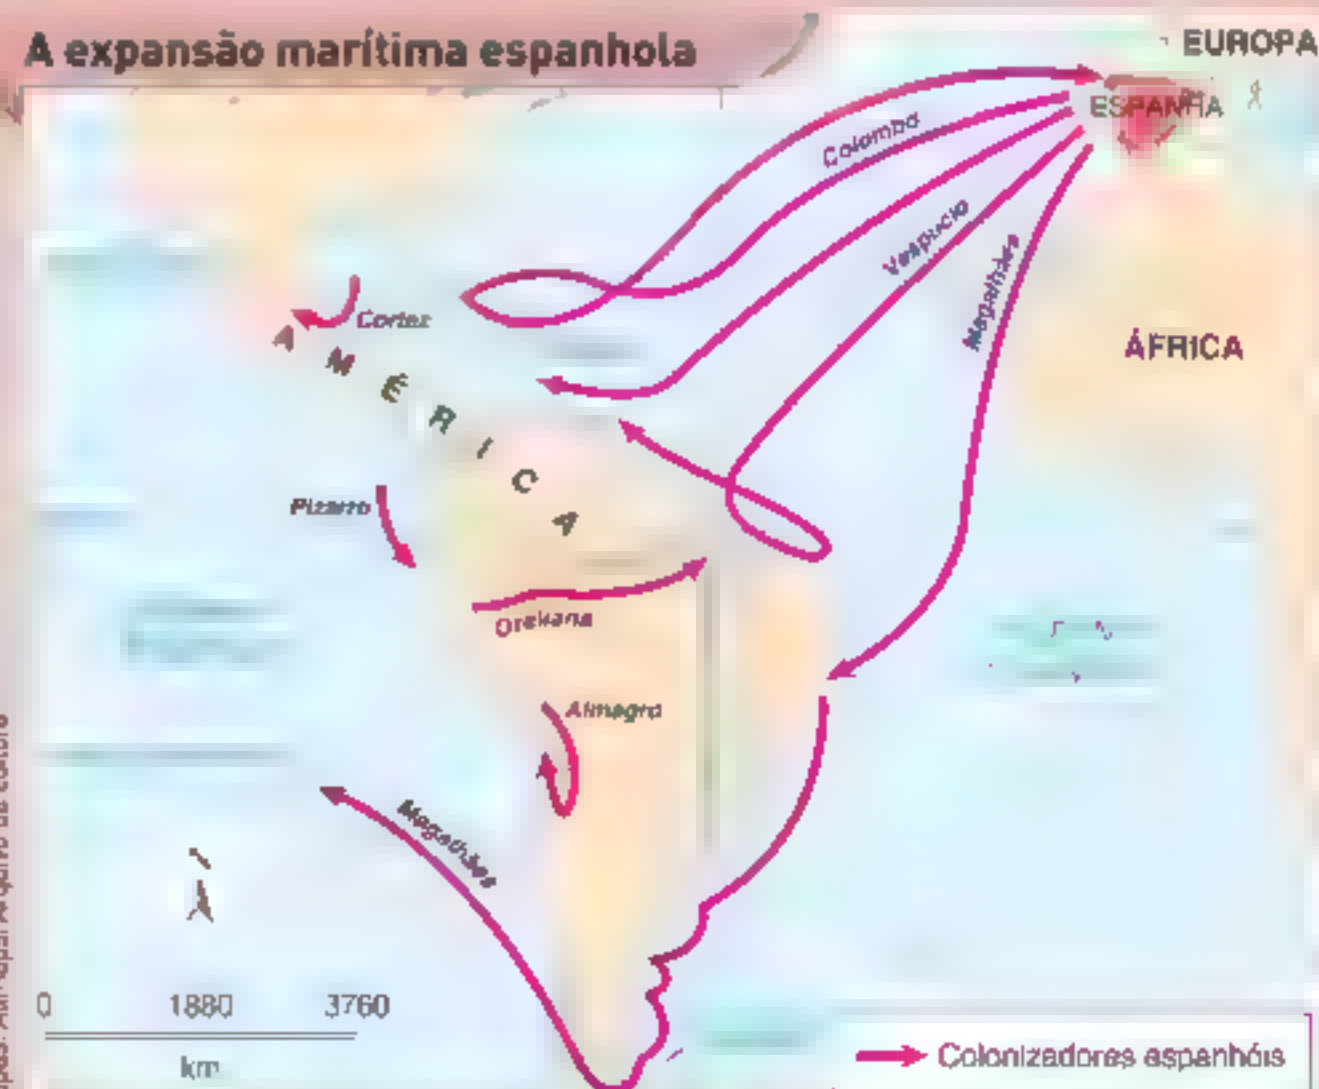 A expansão marítima espanhola
EUROPA
ESPANHA
Colombo
Vespúcio
Magalhães
ÁFRICA
Cortez
AMÉRICA
Pizarro
Orellana
Almagro
Magalhães
0 1880 3760
km
Colonizadores espanhóis